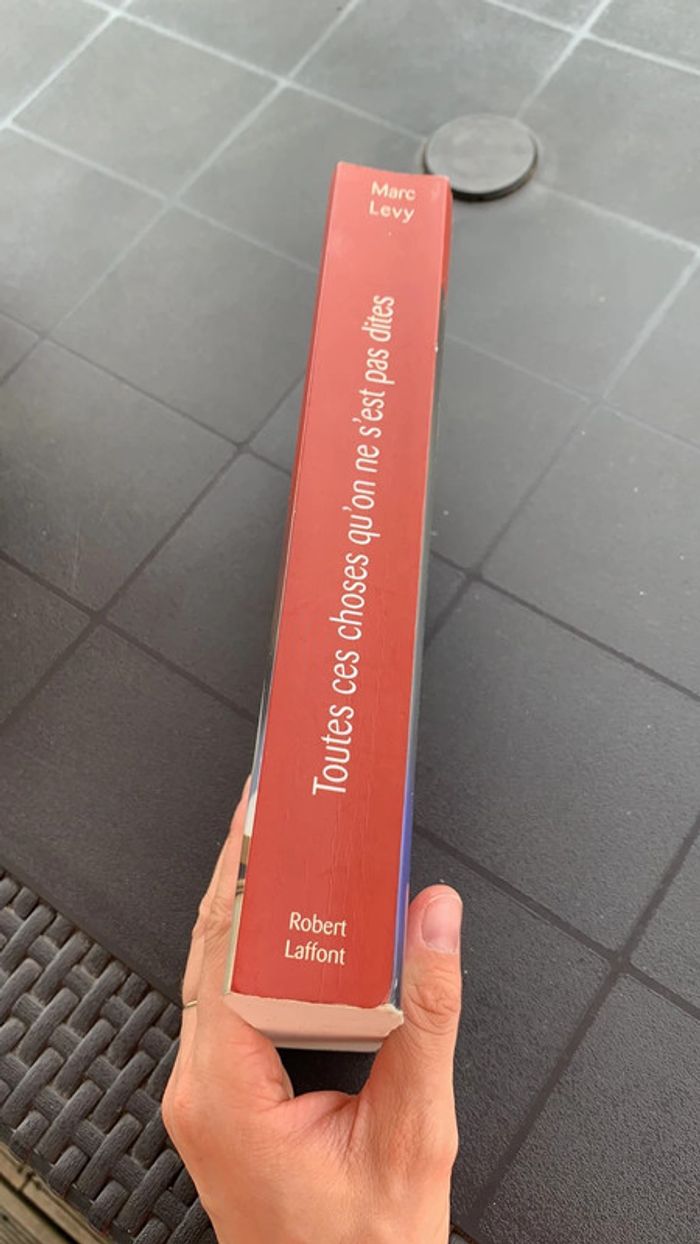 Marc
Levy
Toutes ces choses qu'on ne s'est pas dites
Robert
Laffont